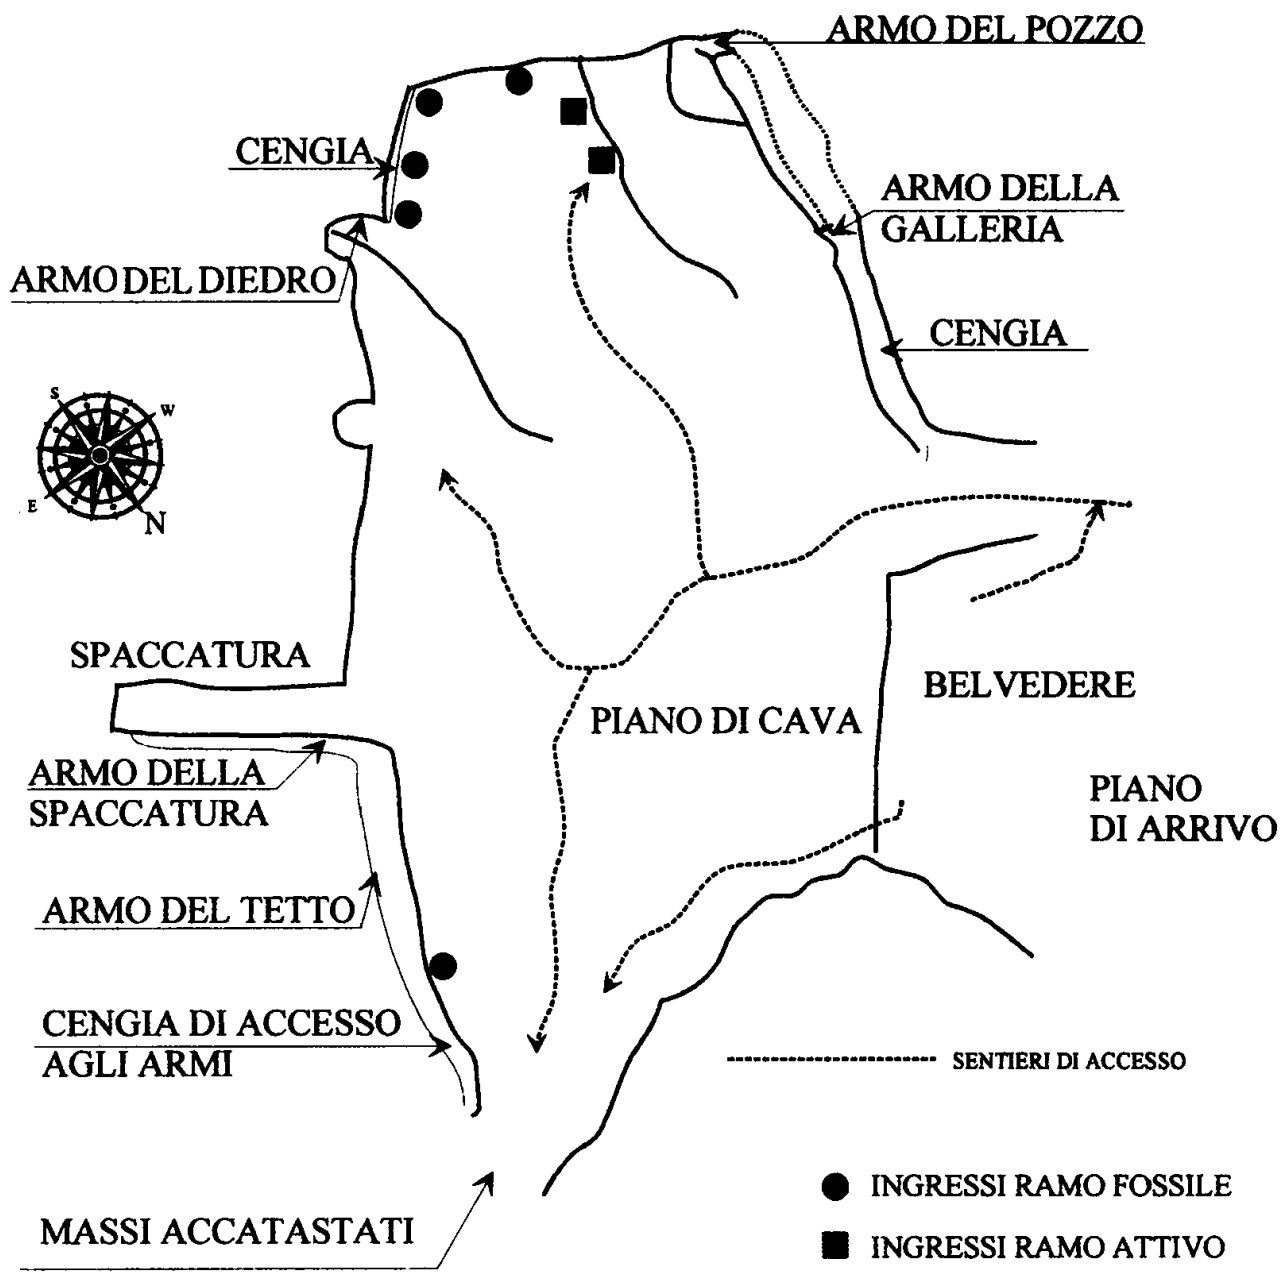 ARMO DEL POZZO
CENGIA
ARMO DELLA
GALLERIA
ARMO DEL DIEDRO
CENGIA
S
W
E
N
SPACCATURA
BELVEDERE
PIANO DI CAVA
ARMO DELLA
SPACCATURA
PIANO
DI ARRIVO
ARMO DEL TETTO
CENGIA DI ACCESSO
AGLI ARMI
SENTIERI DI ACCESSO
INGRESSI RAMO FOSSILE
MASSI ACCATASTATI
INGRESSI RAMO ATTIVO